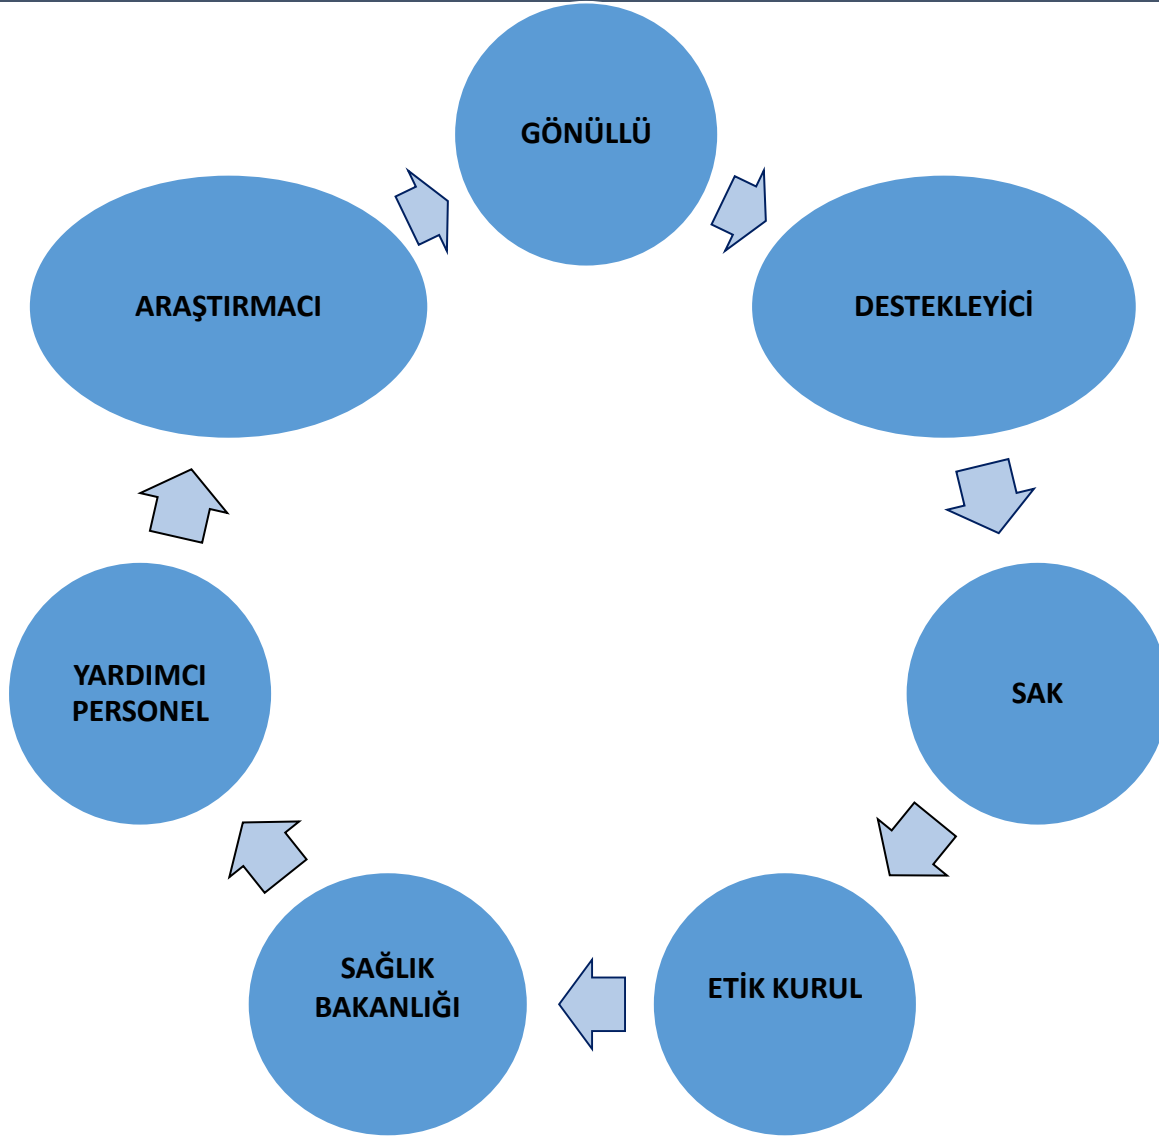 GÖNÜLLÜ
DESTEKLEYİCİ
SAK
ETİK KURUL
SAĞLIK
BAKANLIĞI
YARDIMCI
PERSONEL
ARAŞTIRMACI